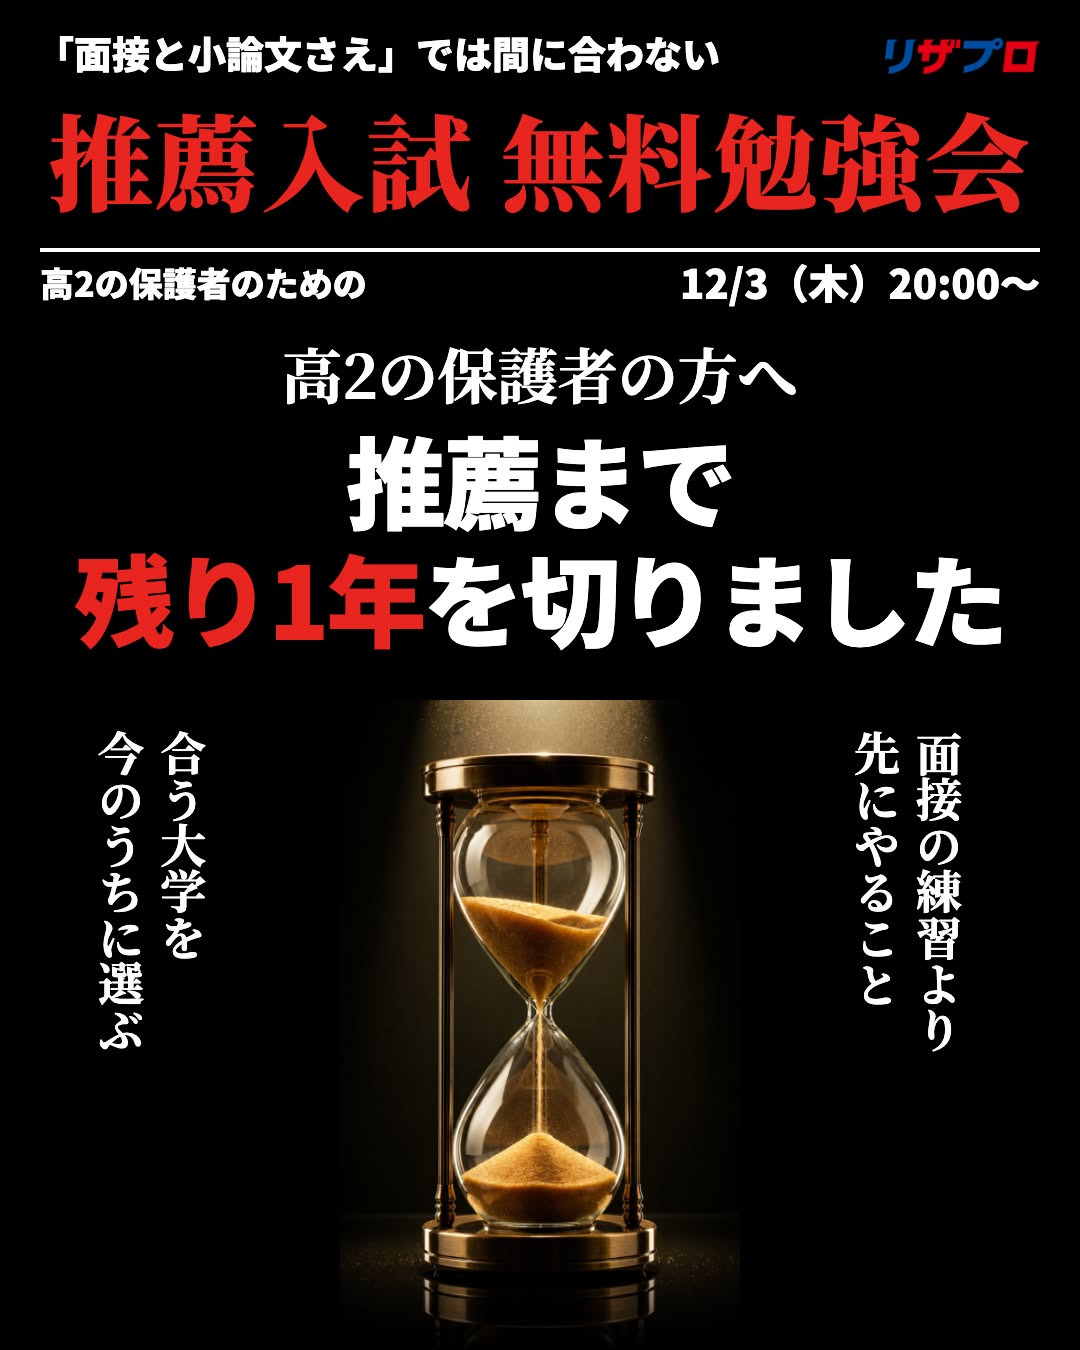 「面接と小論文さえ」では間に合わない
リザプロ
推薦入試 無料勉強会
高2の保護者のための
12/3（木）20:00〜
高2の保護者の方へ
推薦まで
残り1年を切りました
面接の練習より
先にやること
合う大学を
今のうちに選ぶ